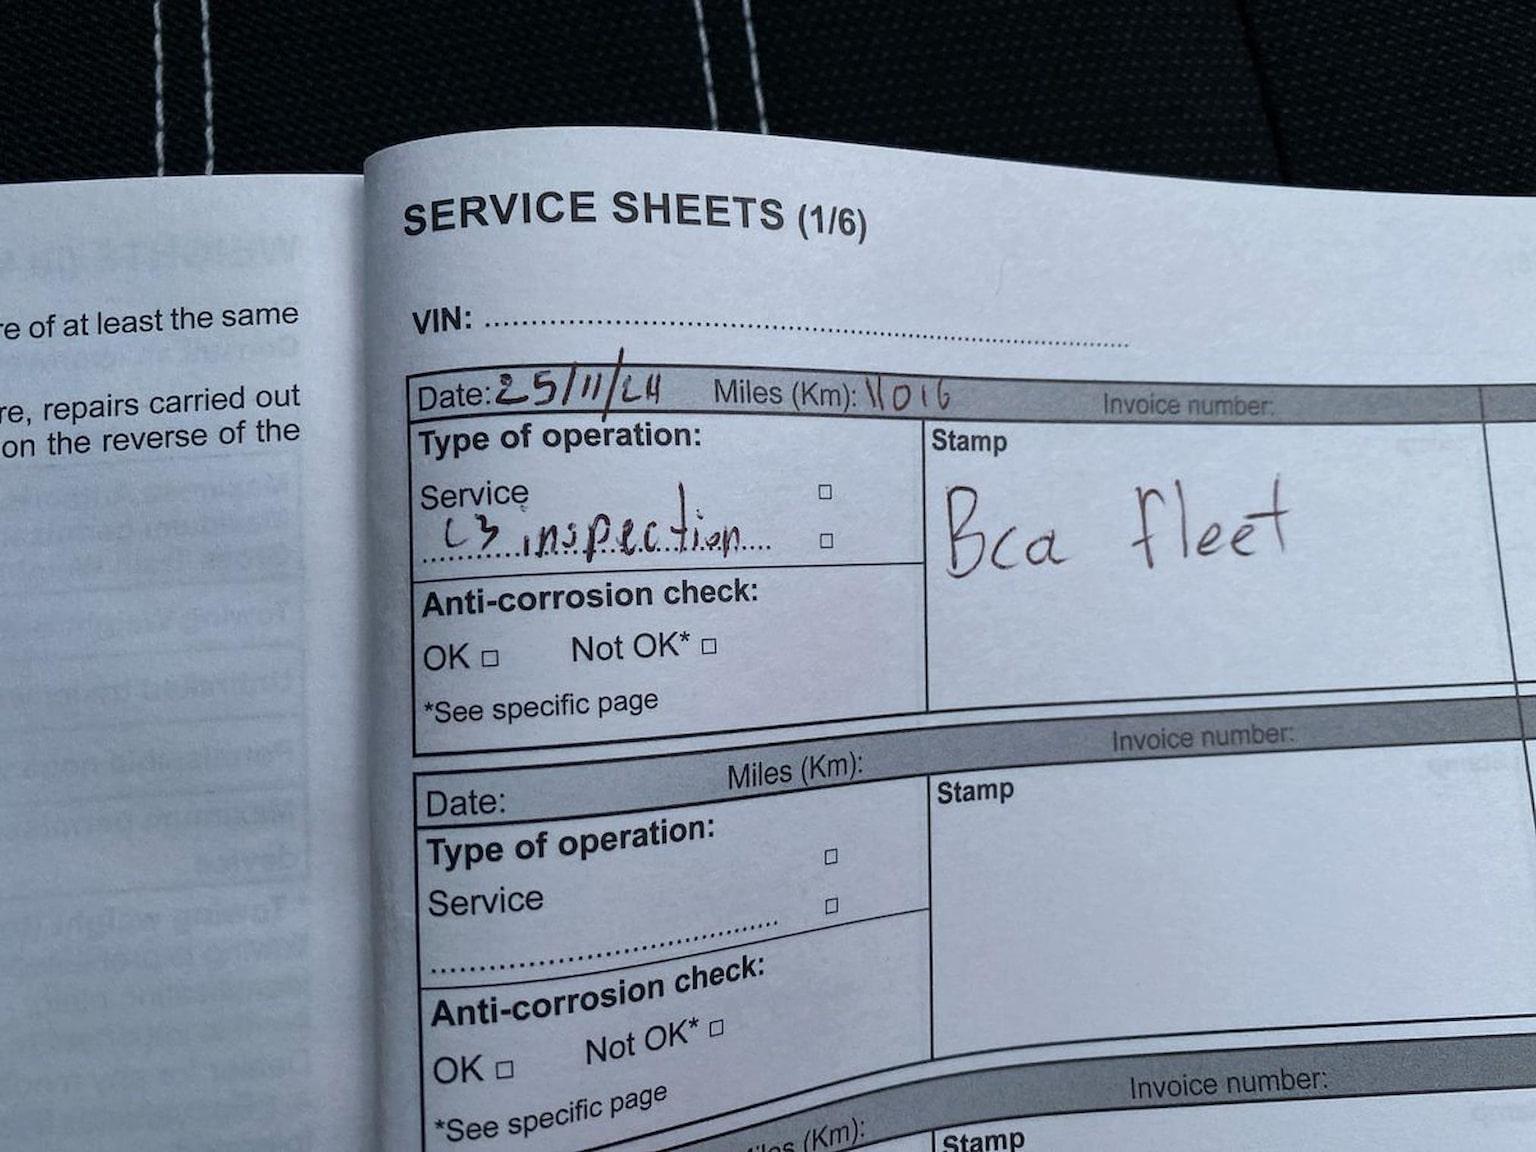 re of at least the same
re, repairs carried out
on the reverse of the
SERVICE SHEETS (1/6)
VIN: ........................................................
Date: 25/11/24 Miles (Km): 11016 Invoice number:
Type of operation:
Stamp
Service □
C3 inspection □
Bca fleet
Anti-corrosion check:
OK □ Not OK* □
*See specific page
Date: Miles (Km): Invoice number:
Type of operation: □
Stamp
Service □
........................................
Anti-corrosion check:
OK □ Not OK* □
*See specific page
Miles (Km): Invoice number:
Stamp